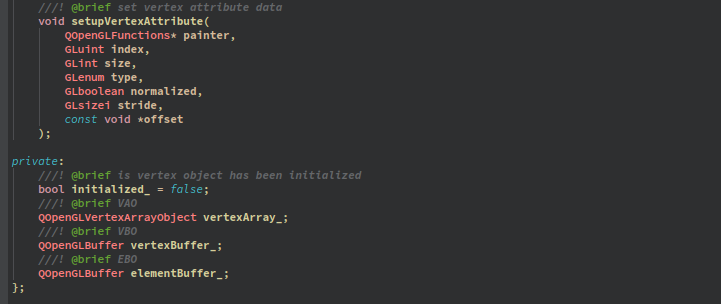 ///! @brief set vertex attribute data
void setupVertexAttribute(
QOpenGLFunctions* painter,
GLuint index,
GLint size,
GLenum type,
GLboolean normalized,
GLsizei stride,
const void *offset
);
private:
///! @brief is vertex object has been initialized
bool initialized_ = false;
///! @brief VAO
QOpenGLVertexArrayObject vertexArray_;
///! @brief VBO
QOpenGLBuffer vertexBuffer_;
///! @brief EBO
QOpenGLBuffer elementBuffer_;
};